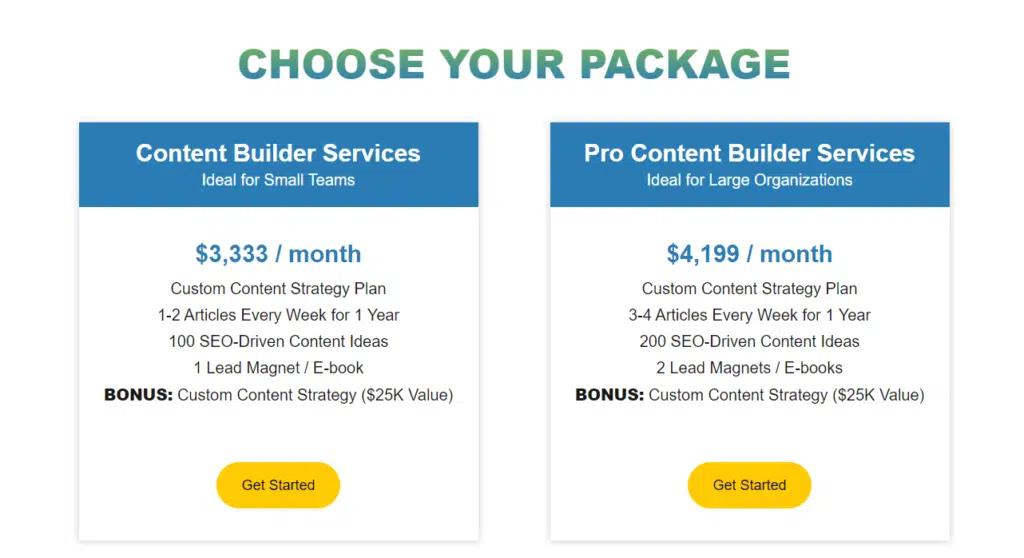 CHOOSE YOUR PACKAGE
Content Builder Services
Ideal for Small Teams
$3,333 / month
Custom Content Strategy Plan
1-2 Articles Every Week for 1 Year
100 SEO-Driven Content Ideas
1 Lead Magnet / E-book
BONUS: Custom Content Strategy ($25K Value)
Get Started
Pro Content Builder Services
Ideal for Large Organizations
$4,199 / month
Custom Content Strategy Plan
3-4 Articles Every Week for 1 Year
200 SEO-Driven Content Ideas
2 Lead Magnets / E-books
BONUS: Custom Content Strategy ($25K Value)
Get Started